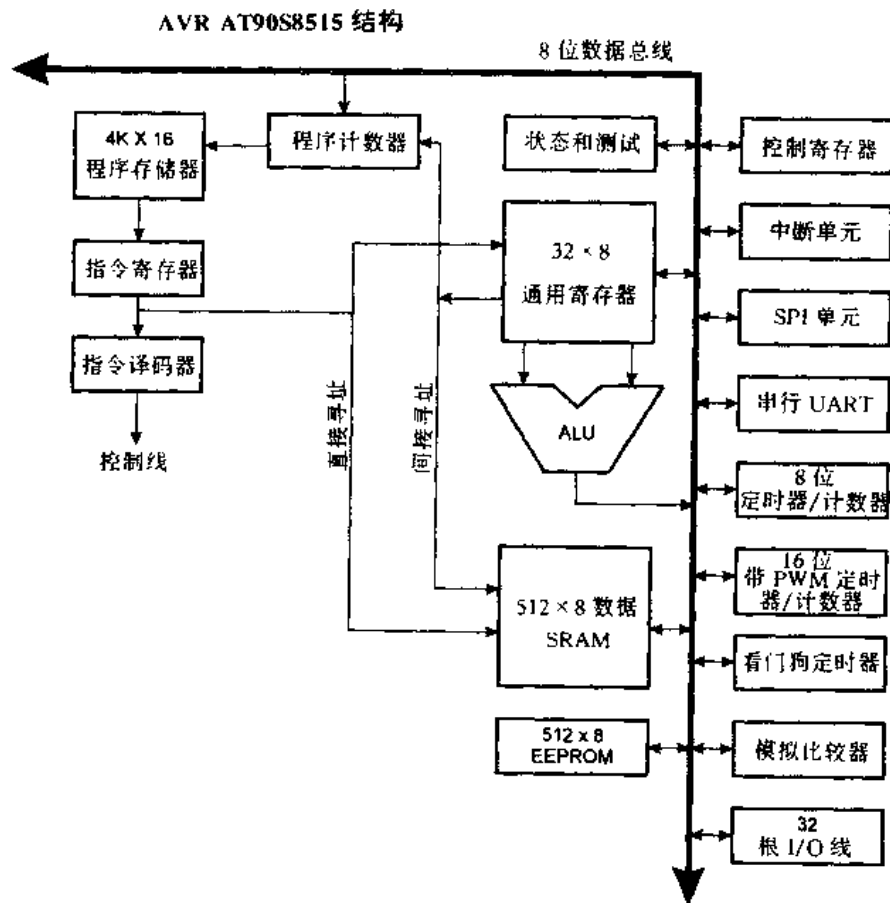 AVR AT90S8515 结构
8 位数据总线
4K X 16
程序存储器
程序计数器
状态和测试
控制寄存器
指令寄存器
32 × 8
通用寄存器
中断单元
SPI 单元
指令译码器
控制线
直接寻址
间接寻址
ALU
串行 UART
8 位
定时器/计数器
16 位
带 PWM 定时
器/计数器
512 × 8 数据
SRAM
看门狗定时器
512 x 8
EEPROM
模拟比较器
32
根 I/O 线